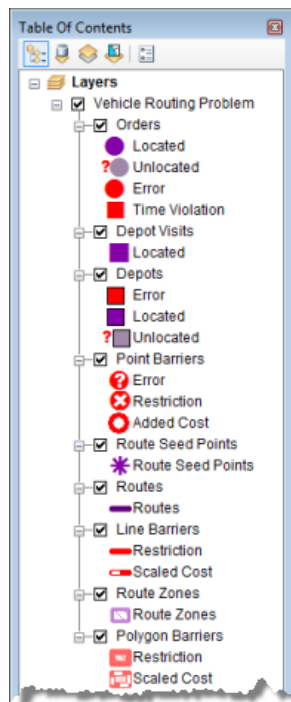 Table Of Contents
Layers
Vehicle Routing Problem
Orders
Located
? Unlocated
Error
Time Violation
Depot Visits
Located
Depots
Error
Located
? Unlocated
Point Barriers
? Error
Restriction
Added Cost
Route Seed Points
Route Seed Points
Routes
Routes
Line Barriers
Restriction
Scaled Cost
Route Zones
Route Zones
Polygon Barriers
Restriction
Scaled Cost